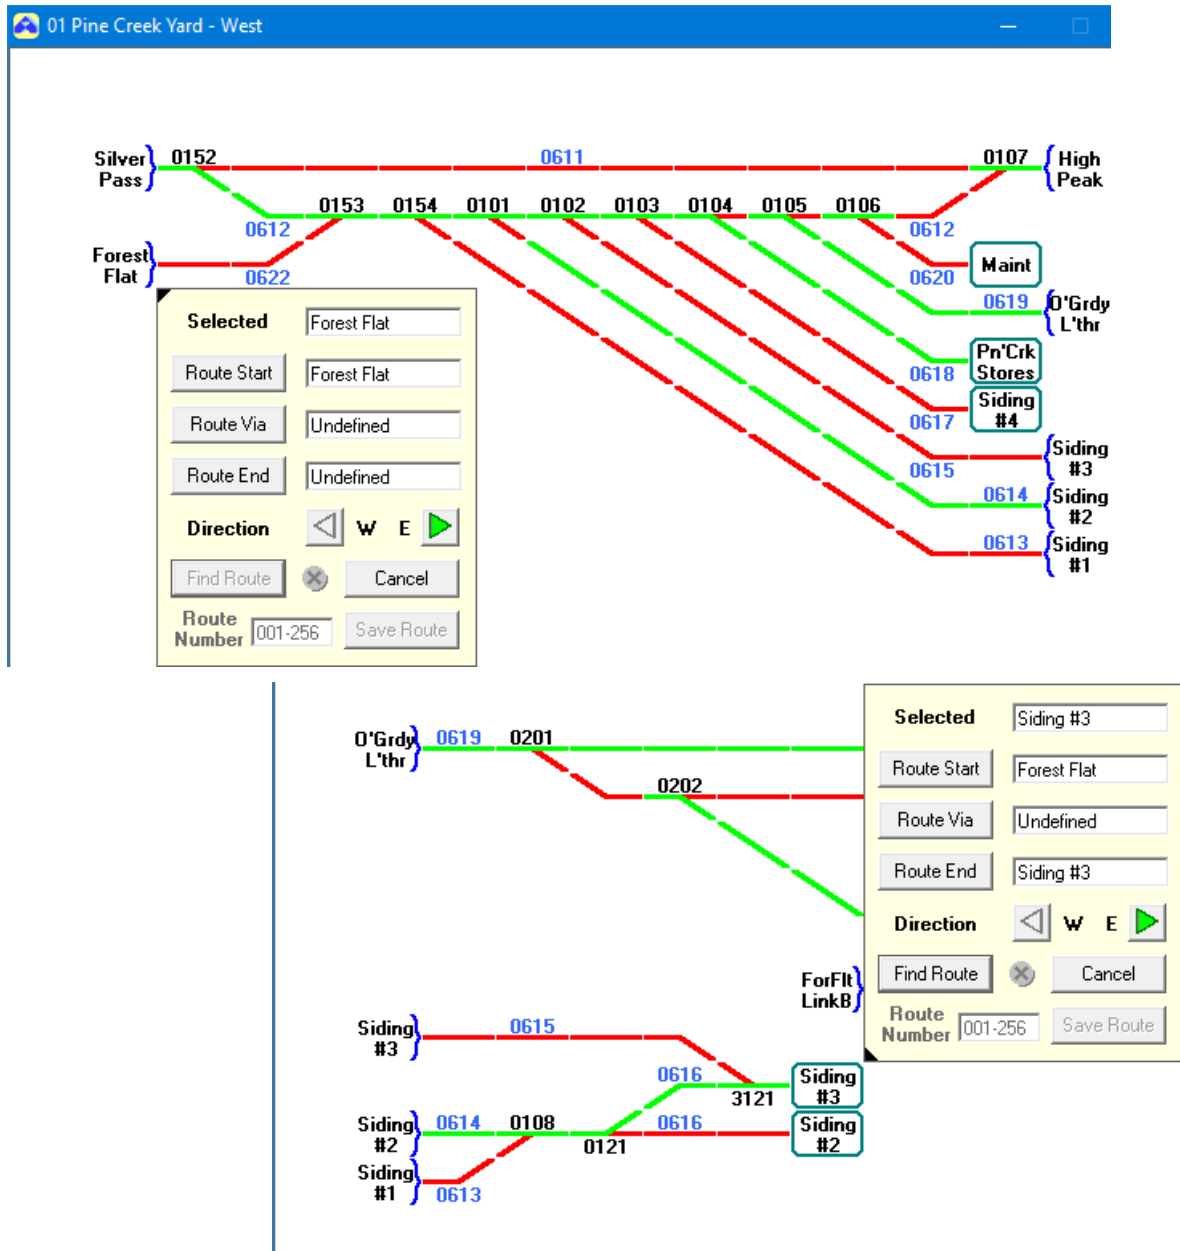 01 Pine Creek Yard - West
Silver
Pass
0152
0611
0107
High
Peak
0153
0154
0101
0102
0103
0104
0105
0106
0612
0612
Forest
Flat
0622
0620
Maint
0619
O'Grdy
L'thr
0618
Pn'Crk
Stores
0617
Siding
#4
0615
Siding
#3
0614
Siding
#2
0613
Siding
#1
Selected Forest Flat
Route Start Forest Flat
Route Via Undefined
Route End Undefined
Direction W E
Find Route Cancel
Route
Number 001-256 Save Route
O'Grdy
L'thr
0619
0201
0202
ForFlt
LinkB
Siding
#3
0615
0616
3121
Siding
#3
Siding
#2
0614
0108
0121
0616
Siding
#2
Siding
#1
0613
Selected Siding #3
Route Start Forest Flat
Route Via Undefined
Route End Siding #3
Direction W E
Find Route Cancel
Route
Number 001-256 Save Route